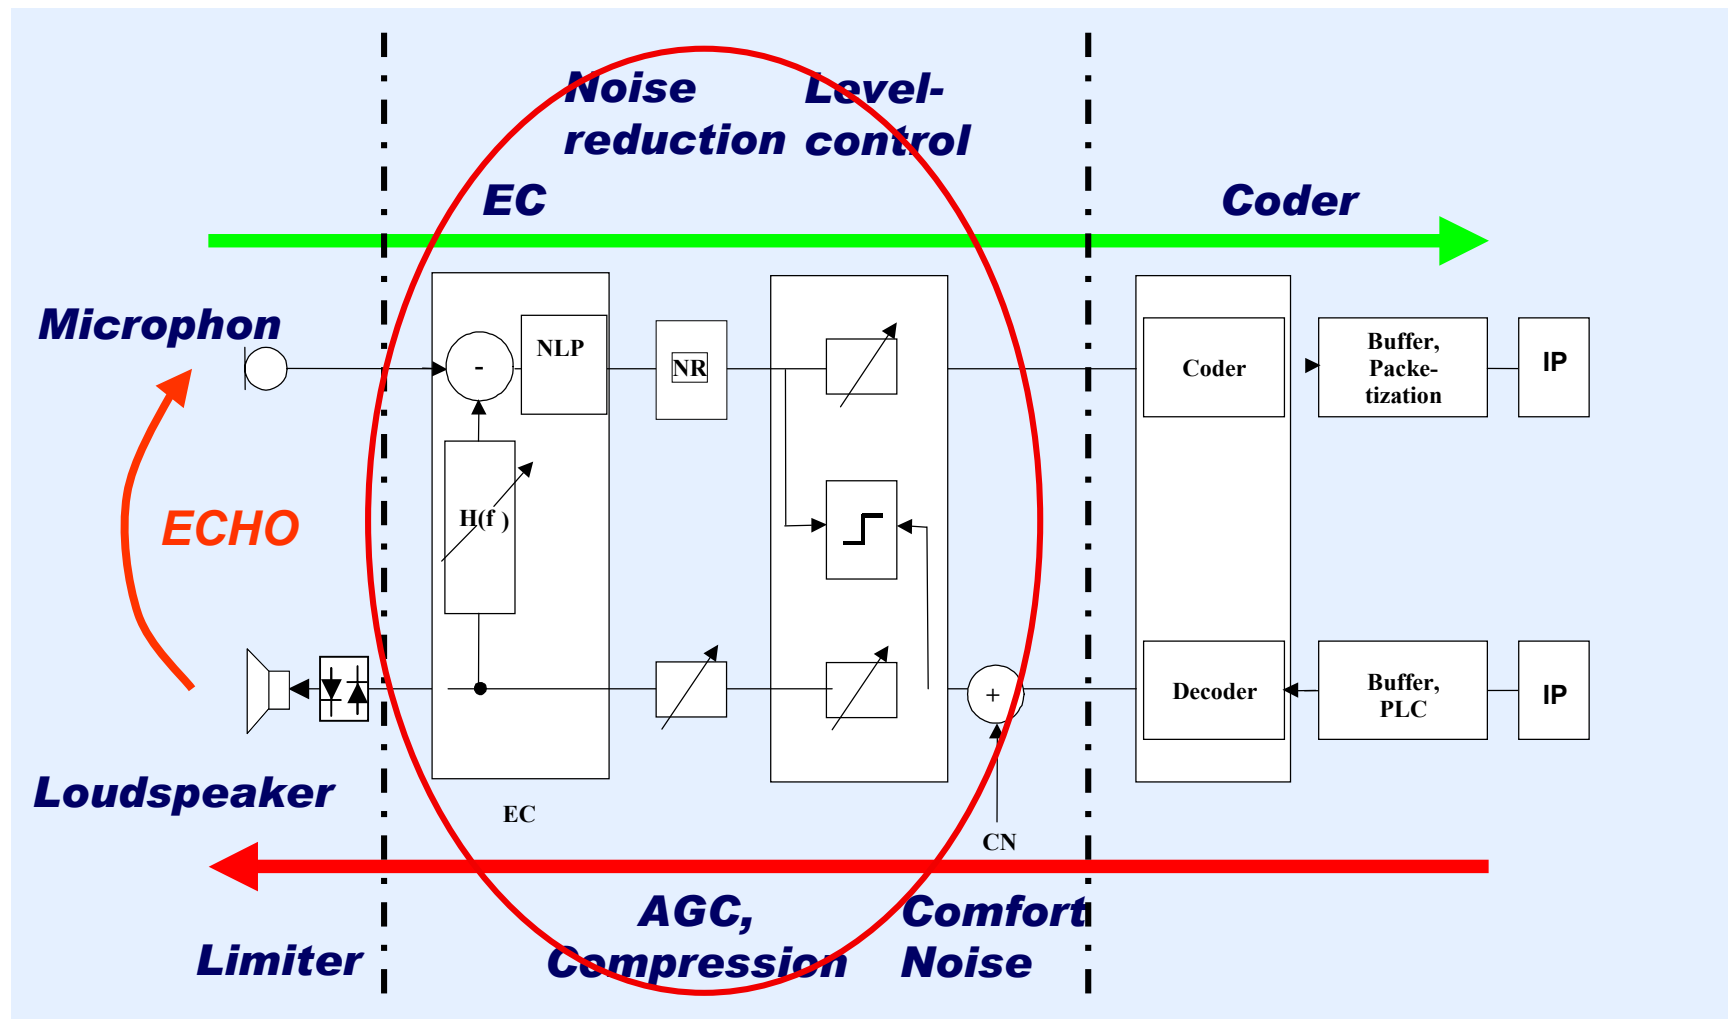 Noise
reduction
Level-
control
EC
Coder
Microphon
NLP
-
NR
Coder
Buffer,
Packe-
tization
IP
ECHO
H(f )
Decoder
Buffer,
PLC
IP
+
Loudspeaker
EC
CN
AGC,
Compression
Comfort
Noise
Limiter